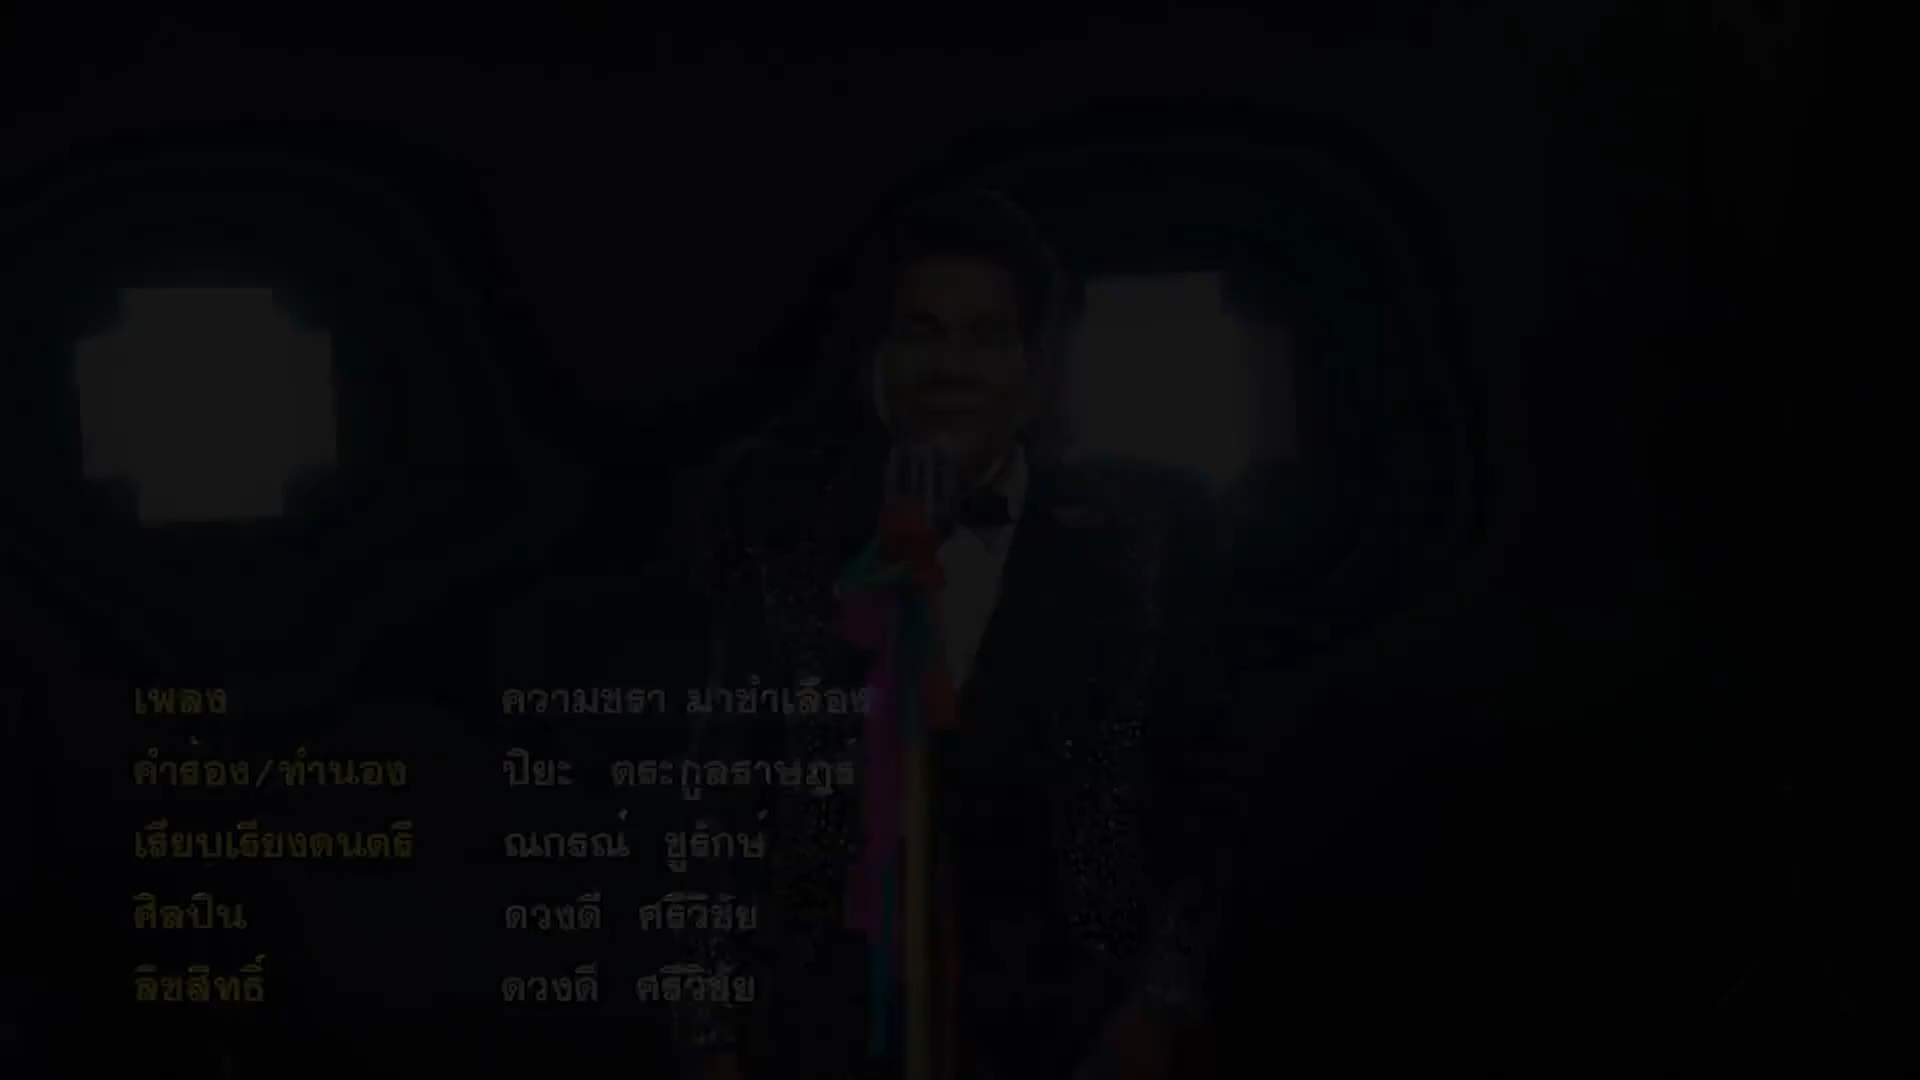 เพลง ความชรา มาชำเลือง
คำร้อง/ทำนอง ปิยะ ตระกูลราษฎร์
เรียบเรียงดนตรี ณกรณ์ ชูรักษ์
ศิลปิน ดวงดี ศรีวิชัย
ลิขสิทธิ์ ดวงดี ศรีวิชัย